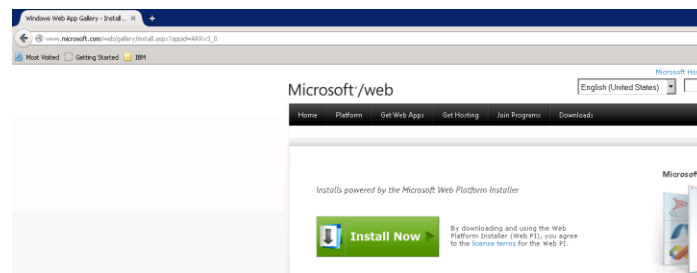 Windows Web App Gallery - Install...
www.microsoft.com/web/gallery/install.aspx?appid=ARRv3_0
Most Visited Getting Started IBM
Microsoft Ho
Microsoft /web English (United States)
Home Platform Get Web Apps Get Hosting Join Programs Downloads
Microsoft
Installs powered by the Microsoft Web Platform Installer
Install Now
By downloading and using the Web
Platform Installer (Web PI), you agree
to the license terms for the Web PI.